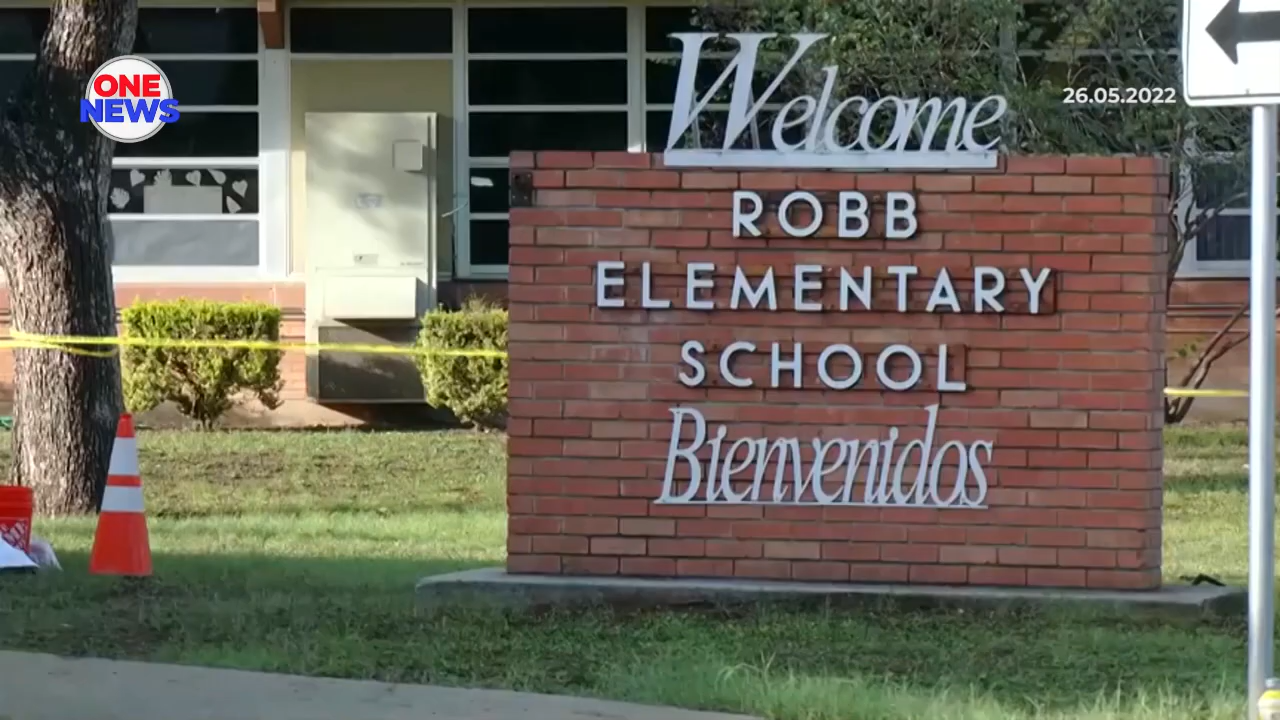 ONE
NEWS
26.05.2022
Welcome
ROBB
ELEMENTARY
SCHOOL
Bienvenidos